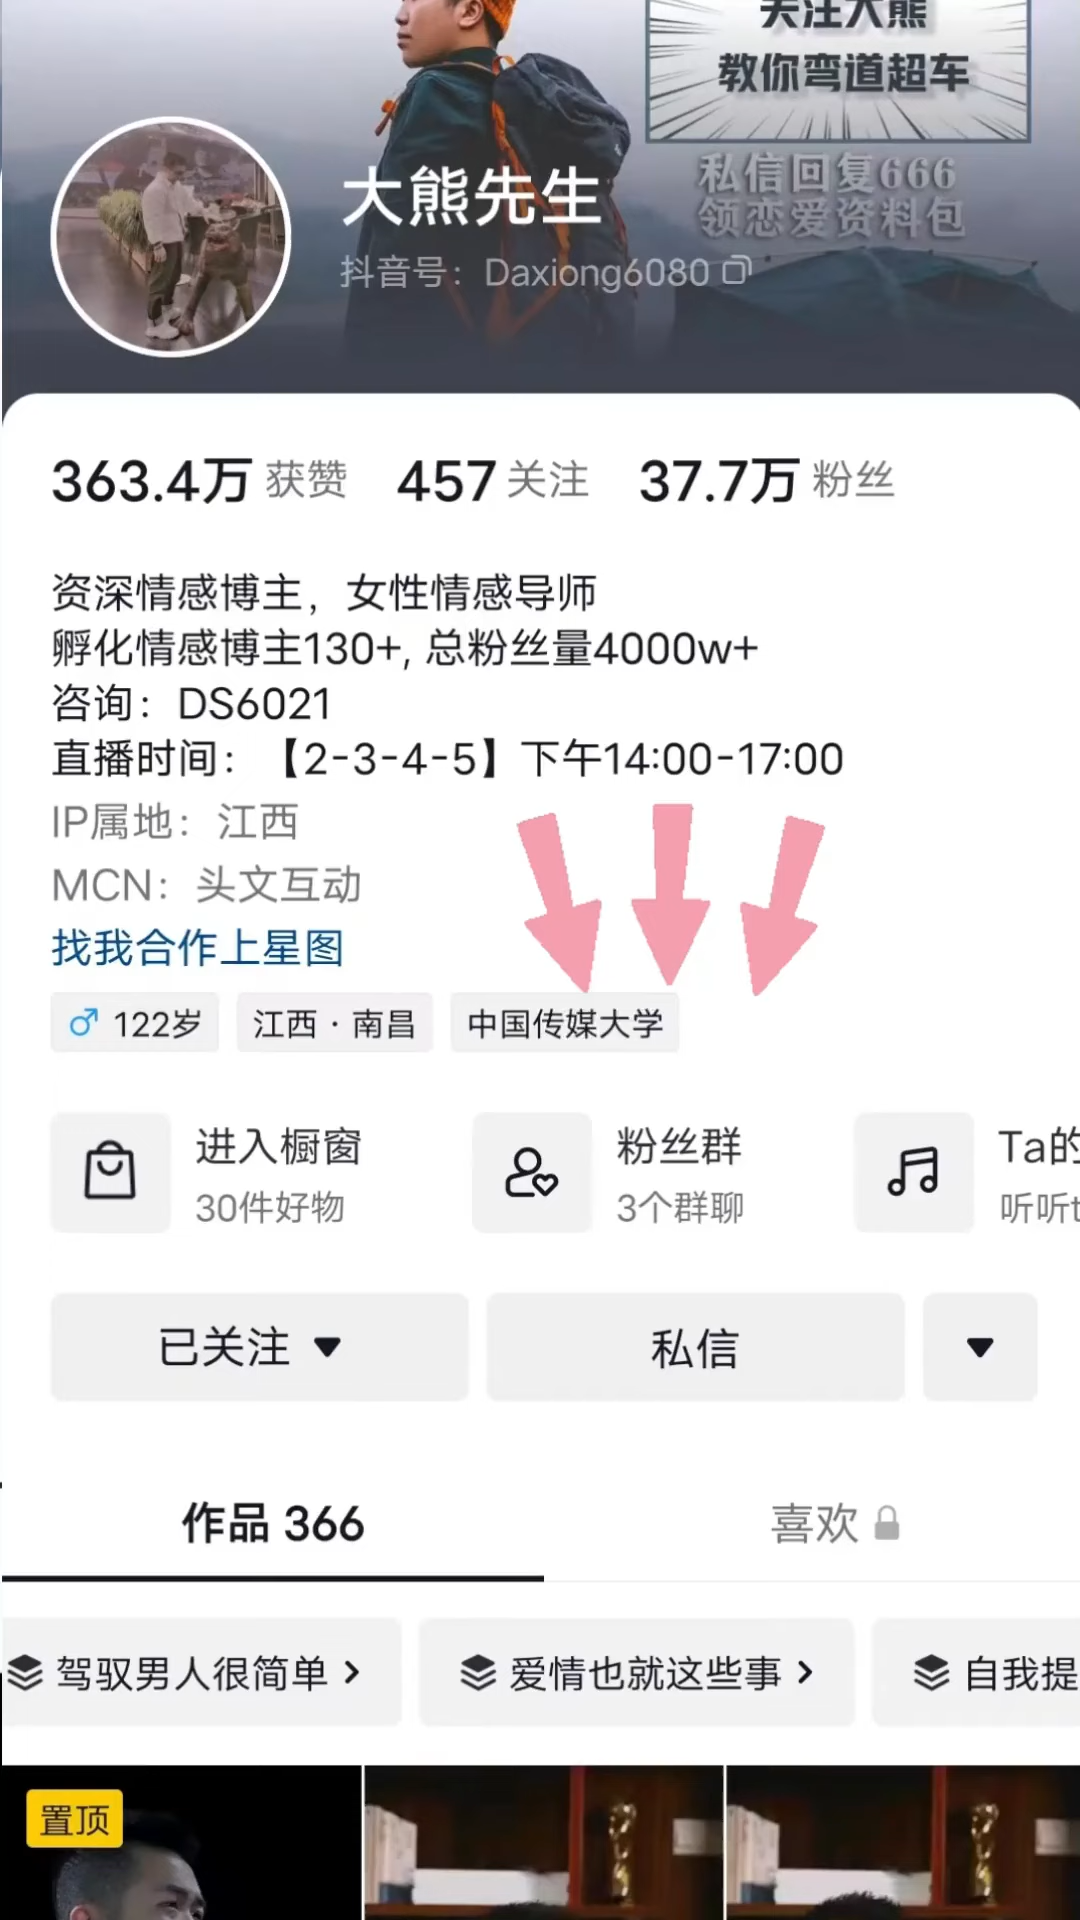 关注大熊
教你弯道超车
私信回复666
领恋爱资料包
大熊先生
抖音号：Daxiong6080
363.4万 获赞 457 关注 37.7万 粉丝
资深情感博主，女性情感导师
孵化情感博主130+, 总粉丝量4000w+
咨询：DS6021
直播时间：【2-3-4-5】下午14:00-17:00
IP属地：江西
MCN：头文互动
找我合作上星图
♂ 122岁 江西·南昌 中国传媒大学
进入橱窗 粉丝群 Ta的
30件好物 3个群聊 听听t
已关注 私信
作品 366 喜欢
驾驭男人很简单 爱情也就这些事 自我提
置顶